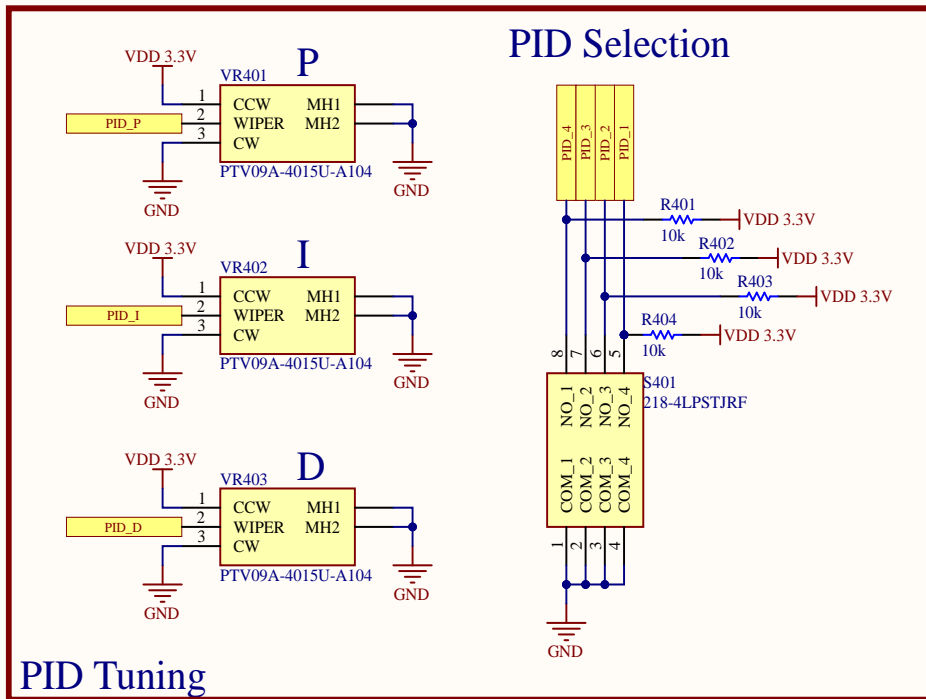 PID Selection
VDD 3.3V
P
VR401
1
CCW
MH1
PID_P
2
WIPER
MH2
3
CW
PTV09A-4015U-A104
GND
GND
VDD 3.3V
I
VR402
1
CCW
MH1
PID_I
2
WIPER
MH2
3
CW
PTV09A-4015U-A104
GND
GND
VDD 3.3V
D
VR403
1
CCW
MH1
PID_D
2
WIPER
MH2
3
CW
PTV09A-4015U-A104
GND
GND
PID_4
PID_3
PID_2
PID_1
R401
10k
VDD 3.3V
R402
10k
VDD 3.3V
R403
10k
VDD 3.3V
R404
10k
VDD 3.3V
8
7
6
5
S401
218-4LPSTJRF
NO_1
NO_2
NO_3
NO_4
COM_1
COM_2
COM_3
COM_4
1
2
3
4
GND
PID Tuning